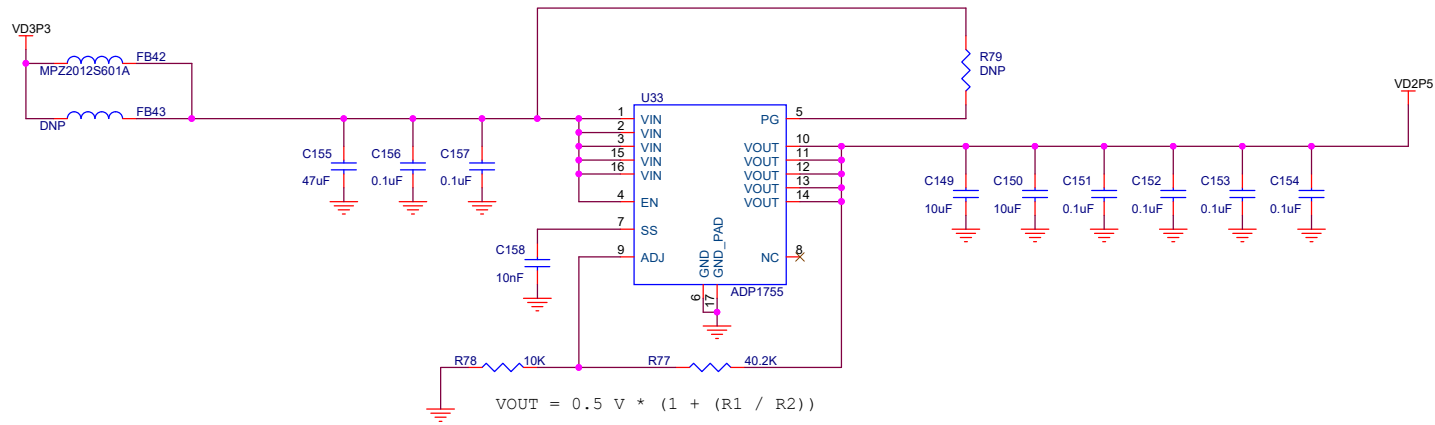 VD3P3
FB42
MPZ2012S601A
FB43
DNP
R79
DNP
VD2P5
U33
1 VIN
2 VIN
3 VIN
15 VIN
16 VIN
4 EN
7 SS
9 ADJ
PG 5
VOUT 10
VOUT 11
VOUT 12
VOUT 13
VOUT 14
NC 8
GND 6
GND_PAD 17
ADP1755
C155
47uF
C156
0.1uF
C157
0.1uF
C158
10nF
C149
10uF
C150
10uF
C151
0.1uF
C152
0.1uF
C153
0.1uF
C154
0.1uF
R78 10K
R77 40.2K
VOUT = 0.5 V * (1 + (R1 / R2))